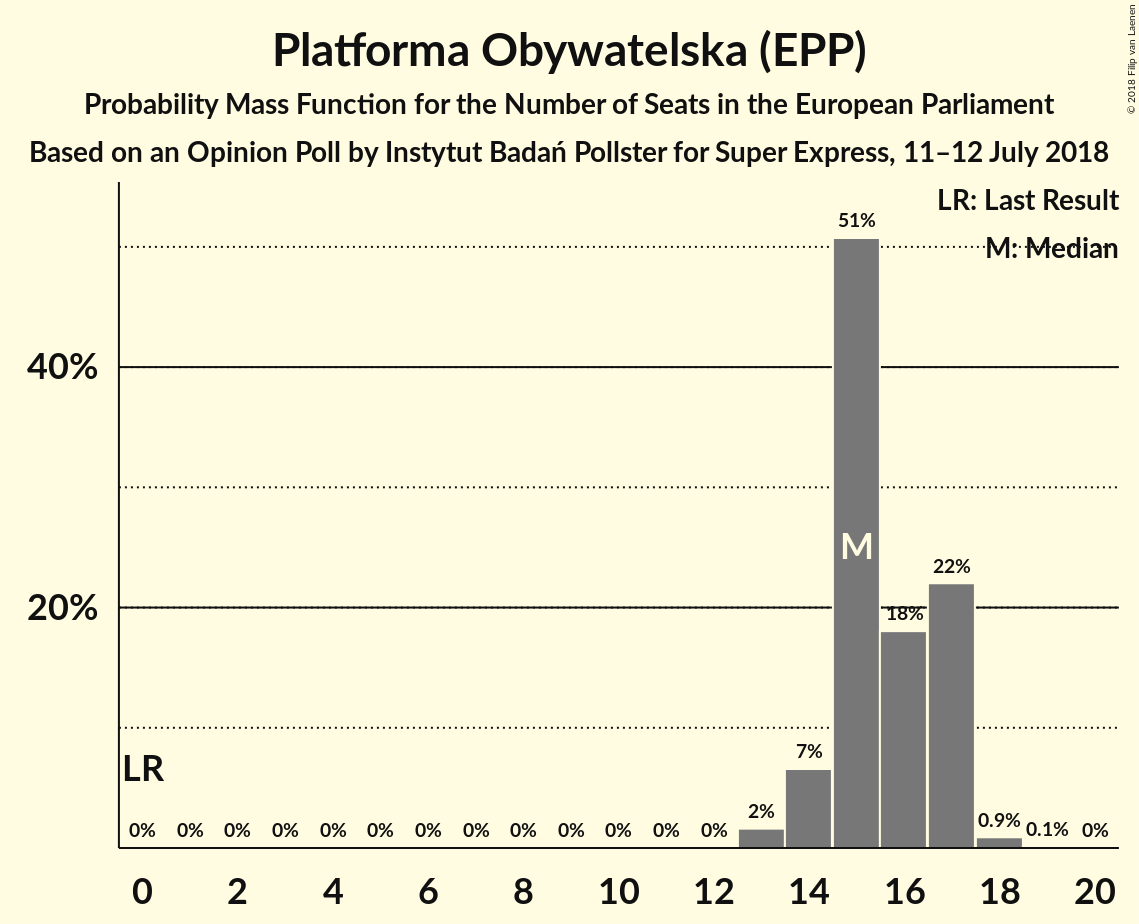 Platforma Obywatelska (EPP)
Probability Mass Function for the Number of Seats in the European Parliament
Based on an Opinion Poll by Instytut Badań Pollster for Super Express, 11–12 July 2018
© 2018 Filip van Laenen
LR: Last Result
M: Median
51%
40%
M
22%
20%
18%
7%
LR
2%
0% 0% 0% 0% 0% 0% 0% 0% 0% 0% 0% 0% 0% 0.9% 0.1% 0%
0 2 4 6 8 10 12 14 16 18 20